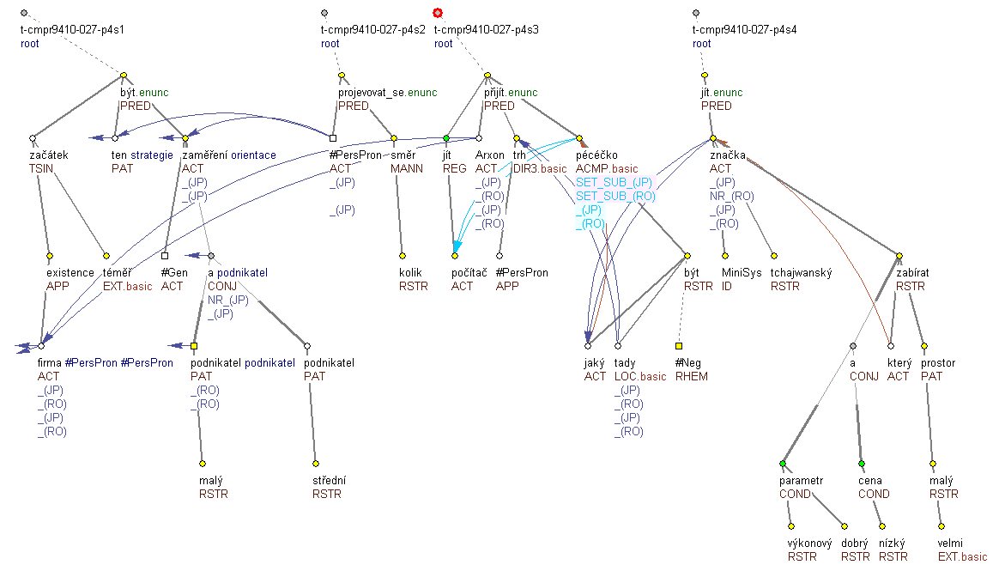 t-cmpr9410-027-p4s1
root
být.enunc
PRED
začátek
TSIN
ten strategie
PAT
zaměření orientace
ACT
_(JP)
_(JP)
existence
APP
téměř
EXT.basic
#Gen
ACT
a podnikatel
CONJ
NR_(JP)
_(JP)
firma #PersPron #PersPron
ACT
_(JP)
_(RO)
_(JP)
_(RO)
podnikatel podnikatel
PAT
_(RO)
_(RO)
podnikatel
PAT
malý
RSTR
střední
RSTR
t-cmpr9410-027-p4s2
root
projevovat_se.enunc
PRED
#PersPron
ACT
_(JP)
_(JP)
směr
MANN
kolik
RSTR
t-cmpr9410-027-p4s3
root
přijít.enunc
PRED
jít
REG
Arxon
ACT
_(JP)
_(RO)
_(JP)
_(RO)
trh
DIR3.basic
pécéčko
ACMP.basic
SET_SUB_(JP)
SET_SUB_(RO)
_(JP)
_(RO)
počítač
ACT
#PersPron
APP
být
RSTR
jaký
ACT
tady
LOC.basic
_(JP)
_(RO)
_(JP)
_(RO)
#Neg
RHEM
t-cmpr9410-027-p4s4
root
jít.enunc
PRED
značka
ACT
_(JP)
NR_(RO)
_(JP)
_(RO)
MiniSys
ID
tchajwanský
RSTR
zabírat
RSTR
a
CONJ
který
ACT
prostor
PAT
parametr
COND
cena
COND
malý
RSTR
výkonový
RSTR
dobrý
RSTR
nízký
RSTR
velmi
EXT.basic